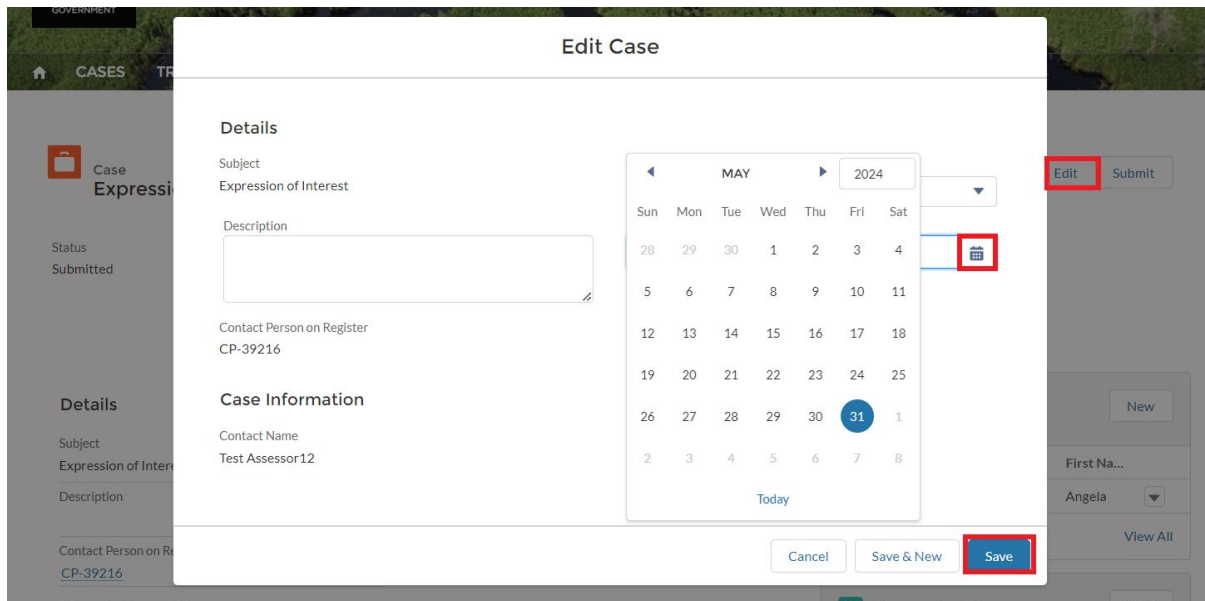 GOVERNMENT
CASES TR
Case
Expressi
Edit Submit
Status
Submitted
Details
Subject
Expression of Intere
Description
Contact Person on Re
CP-39216
New
First Na...
Angela
View All
Edit Case
Details
Subject
Expression of Interest
Description
Contact Person on Register
CP-39216
Case Information
Contact Name
Test Assessor12
MAY 2024
Sun Mon Tue Wed Thu Fri Sat
28 29 30 1 2 3 4
5 6 7 8 9 10 11
12 13 14 15 16 17 18
19 20 21 22 23 24 25
26 27 28 29 30 31 1
2 3 4 5 6 7 8
Today
Cancel Save & New Save